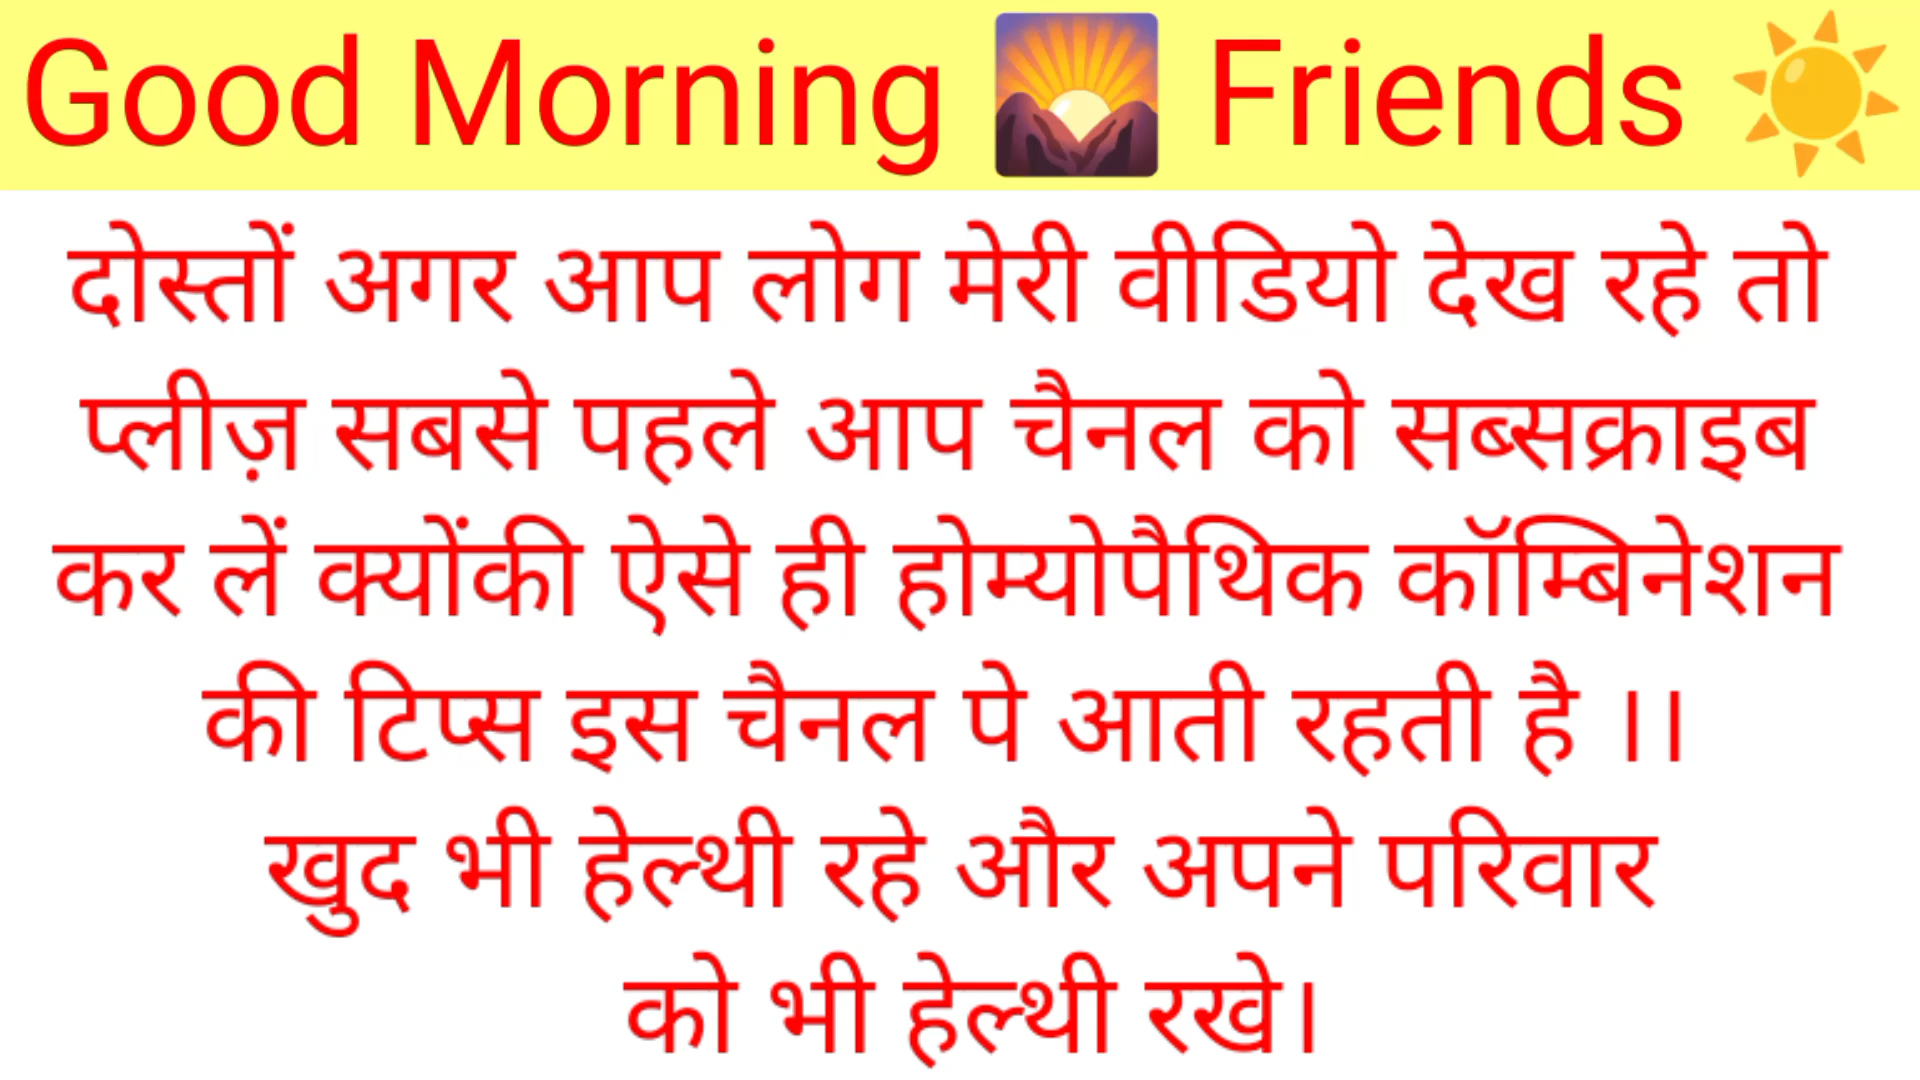 Good Morning 🌄 Friends ☀️
दोस्तों अगर आप लोग मेरी वीडियो देख रहे तो
प्लीज़ सबसे पहले आप चैनल को सब्सक्राइब
कर लें क्योंकी ऐसे ही होम्योपैथिक कॉम्बिनेशन
की टिप्स इस चैनल पे आती रहती है ।।
खुद भी हेल्थी रहे और अपने परिवार
को भी हेल्थी रखे।